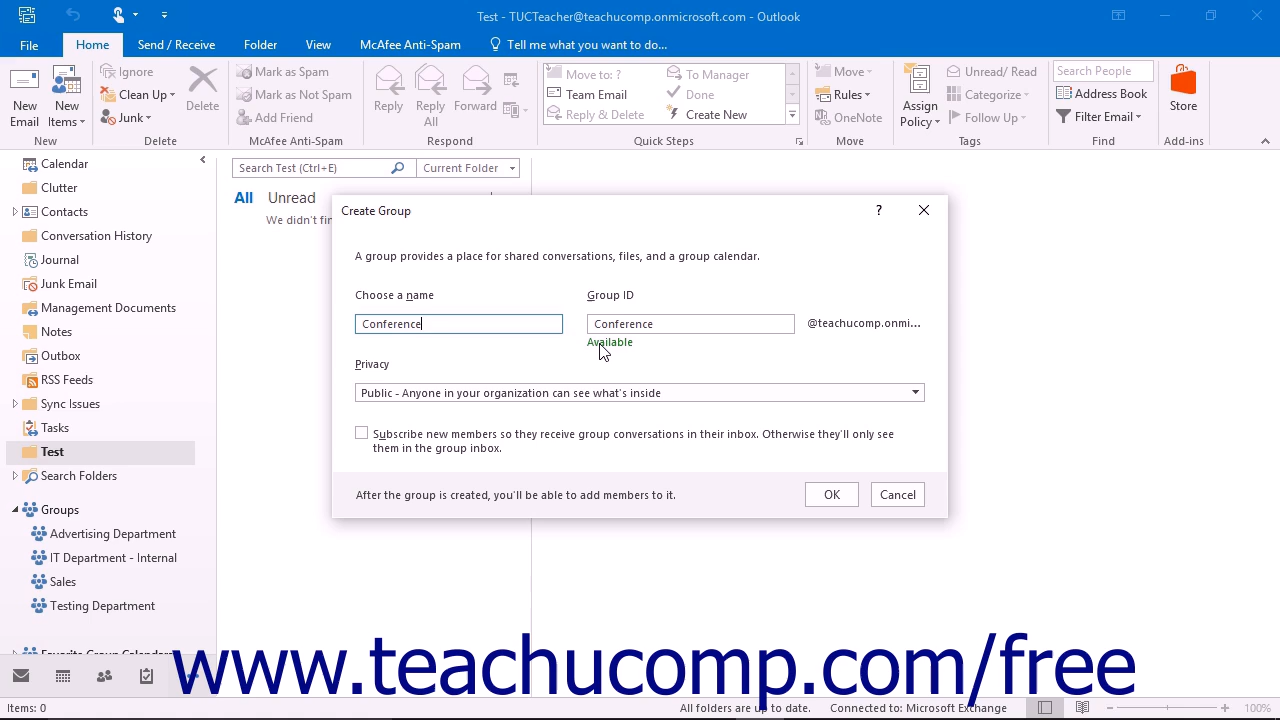 Test - TUCTeacher@teachucomp.onmicrosoft.com - Outlook
File Home Send / Receive Folder View McAfee Anti-Spam Tell me what you want to do...
New Email
New Items
New
Ignore
Clean Up
Junk
Delete
Delete
Mark as Spam
Mark as Not Spam
Add Friend
McAfee Anti-Spam
Reply
Reply All
Forward
Respond
Move to: ?
Team Email
Reply & Delete
To Manager
Done
Create New
Quick Steps
Move
Rules
OneNote
Move
Assign Policy
Unread/ Read
Categorize
Follow Up
Tags
Search People
Address Book
Filter Email
Find
Store
Add-ins
Calendar
Clutter
Contacts
Conversation History
Journal
Junk Email
Management Documents
Notes
Outbox
RSS Feeds
Sync Issues
Tasks
Test
Search Folders
Groups
Advertising Department
IT Department - Internal
Sales
Testing Department
Search Test (Ctrl+E) Current Folder
All Unread
We didn't fin
Create Group ?
A group provides a place for shared conversations, files, and a group calendar.
Choose a name Group ID
Conference Conference @teachucomp.onmi...
Available
Privacy
Public - Anyone in your organization can see what's inside
Subscribe new members so they receive group conversations in their inbox. Otherwise they'll only see
them in the group inbox.
After the group is created, you'll be able to add members to it. OK Cancel
www.teachucomp.com/free
Items: 0 All folders are up to date. Connected to: Microsoft Exchange 100%